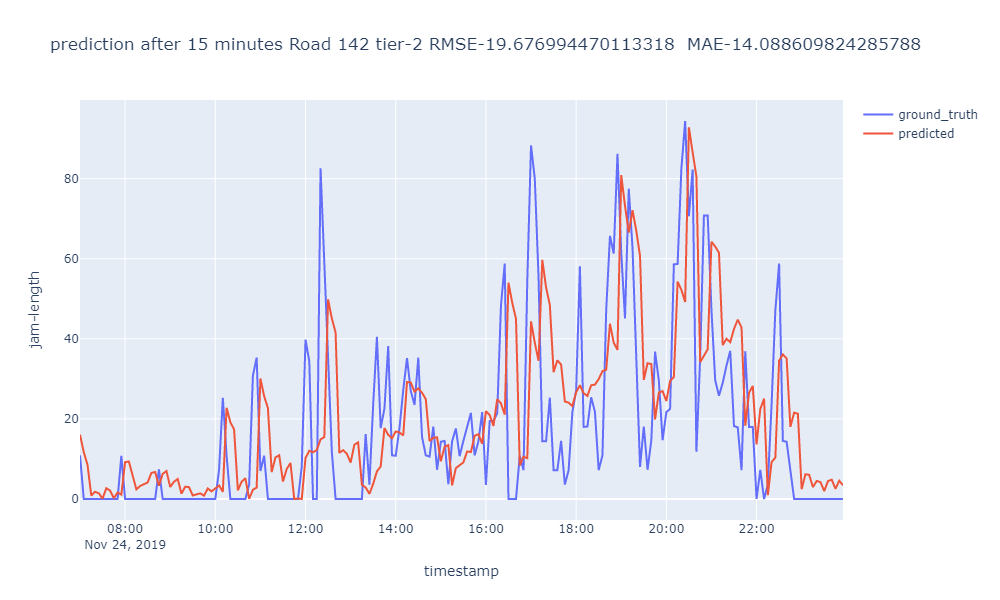 prediction after 15 minutes Road 142 tier-2 RMSE-19.676994470113318  MAE-14.088609824285788
ground_truth
predicted
80
60
40
20
0
jam-length
08:00 10:00 12:00 14:00 16:00 18:00 20:00 22:00
Nov 24, 2019
timestamp